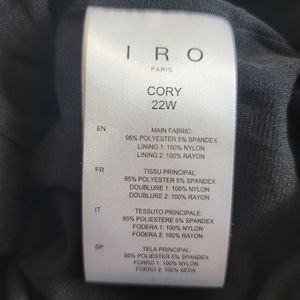 IRO
PARIS
CORY
22W
EN
MAIN FABRIC:
95% POLYESTER 5% SPANDEX
LINING 1: 100% NYLON
LINING 2: 100% RAYON
FR
TISSU PRINCIPAL:
95% POLYESTER 5% SPANDEX
DOUBLURE 1: 100% NYLON
DOUBLURE 2: 100% RAYON
IT
TESSUTO PRINCIPALE:
95% POLIESTERE 5% SPANDEX
FODERA 1: 100% NYLON
FODERA 2: 100% RAYON
SP
TELA PRINCIPAL:
95% POLIÉSTER 5% SPANDEX
FORRO 1: 100% NYLON
FORRO 2: 100% SEDA